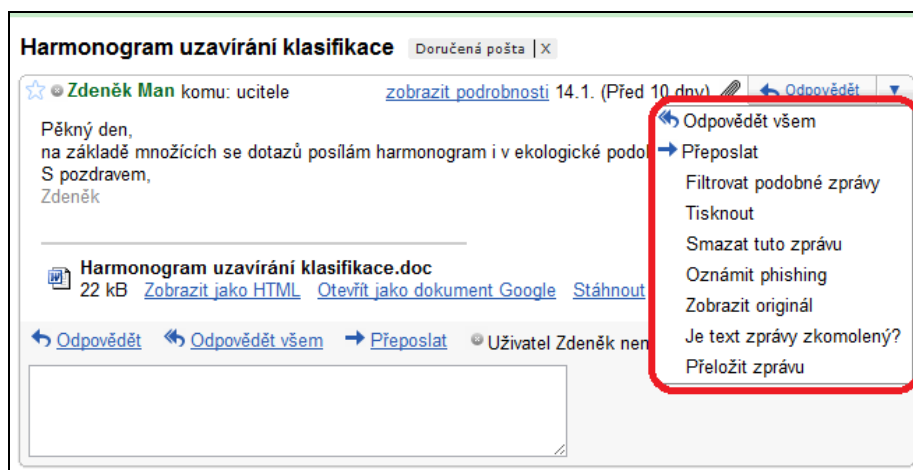 Harmonogram uzavírání klasifikace Doručená pošta | X
Zdeněk Man komu: ucitele zobrazit podrobnosti 14.1. (Před 10 dny) Odpovědět
Pěkný den,
na základě množících se dotazů posílám harmonogram i v ekologické
S pozdravem,
Zdeněk
Harmonogram uzavírání klasifikace.doc
22 kB Zobrazit jako HTML Otevřít jako dokument Google Stáhnout
Odpovědět Odpovědět všem Přeposlat Uživatel Zdeněk
Odpovědět všem
Přeposlat
Filtrovat podobné zprávy
Tisknout
Smazat tuto zprávu
Oznámit phishing
Zobrazit originál
Je text zprávy zkomolený?
Přeložit zprávu